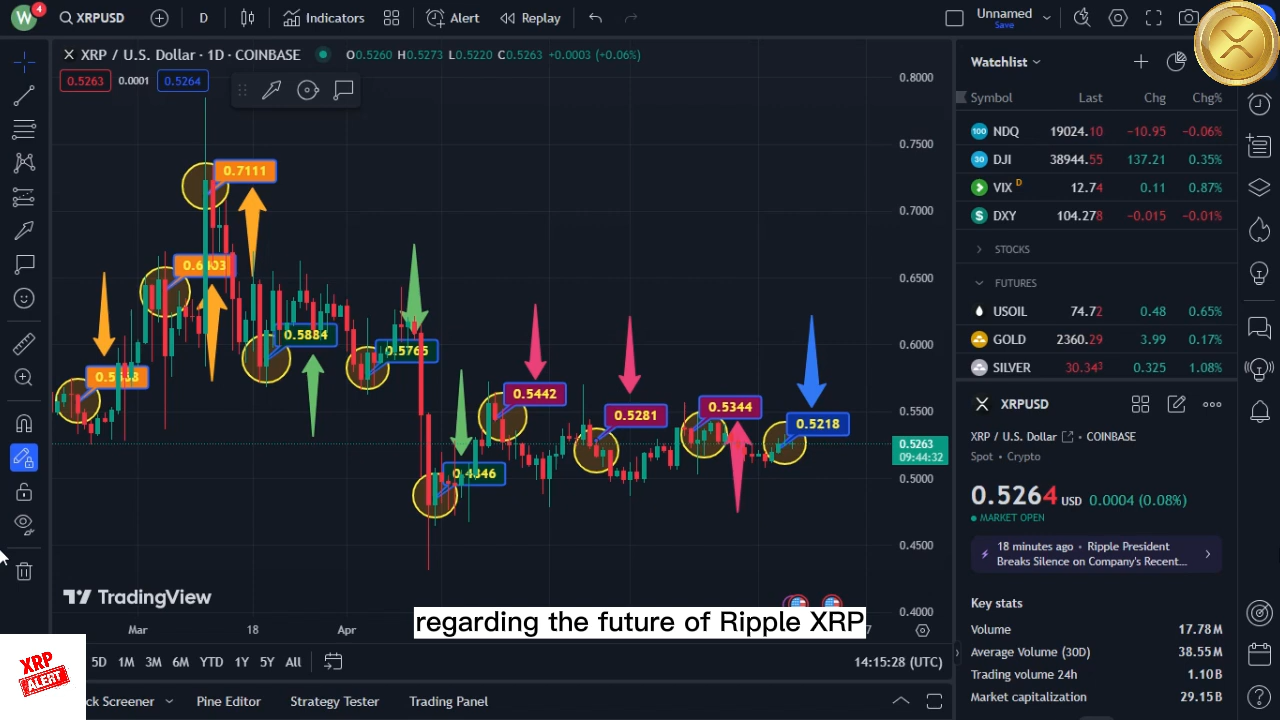 W 4 XRPUSD D Indicators Alert Replay Unnamed
Save
XRP / U.S. Dollar · 1D · COINBASE O0.5260 H0.5273 L0.5220 C0.5263 +0.0003 (+0.06%)
0.5263 0.0001 0.5264
0.7111
0.5884
0.5765
0.5442
0.5281
0.5344
0.5218
0.8000
0.7500
0.7000
0.6500
0.6000
0.5500
0.5263
09:44:32
0.5000
0.4500
0.4000
TradingView
Mar 18 Apr
regarding the future of Ripple XRP
XRP
ALERT
5D 1M 3M 6M YTD 1Y 5Y All 14:15:28 (UTC)
ck Screener Pine Editor Strategy Tester Trading Panel
Watchlist
Symbol Last Chg Chg%
100 NDQ 19024.10 −10.95 −0.06%
30 DJI 38944.55 137.21 0.35%
VIX D 12.74 0.11 0.87%
$ DXY 104.278 −0.015 −0.01%
STOCKS
FUTURES
USOIL 74.72 0.48 0.65%
GOLD 2360.29 3.99 0.17%
SILVER 30.343 0.325 1.08%
XRPUSD
XRP / U.S. Dollar · COINBASE
Spot · Crypto
0.5264 USD 0.0004 (0.08%)
MARKET OPEN
18 minutes ago · Ripple President
Breaks Silence on Company's Recent...
Key stats
Volume 17.78M
Average Volume (30D) 38.55M
Trading volume 24h 1.10B
Market capitalization 29.15B